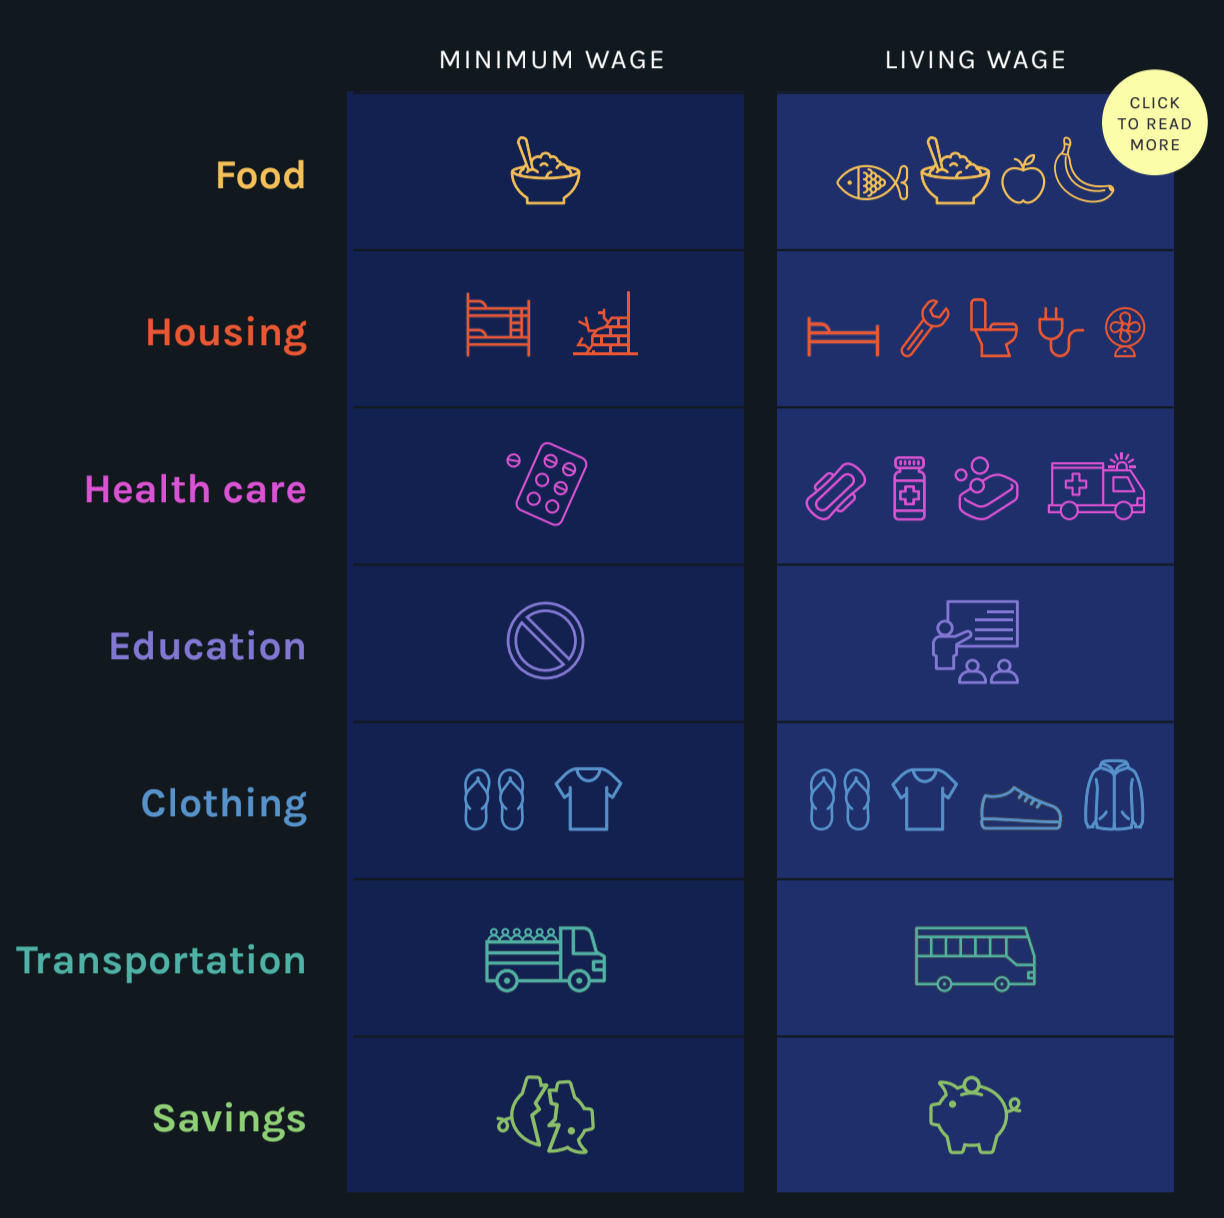 MINIMUM WAGE
LIVING WAGE
CLICK
TO READ
MORE
Food
Housing
Health care
Education
Clothing
Transportation
Savings